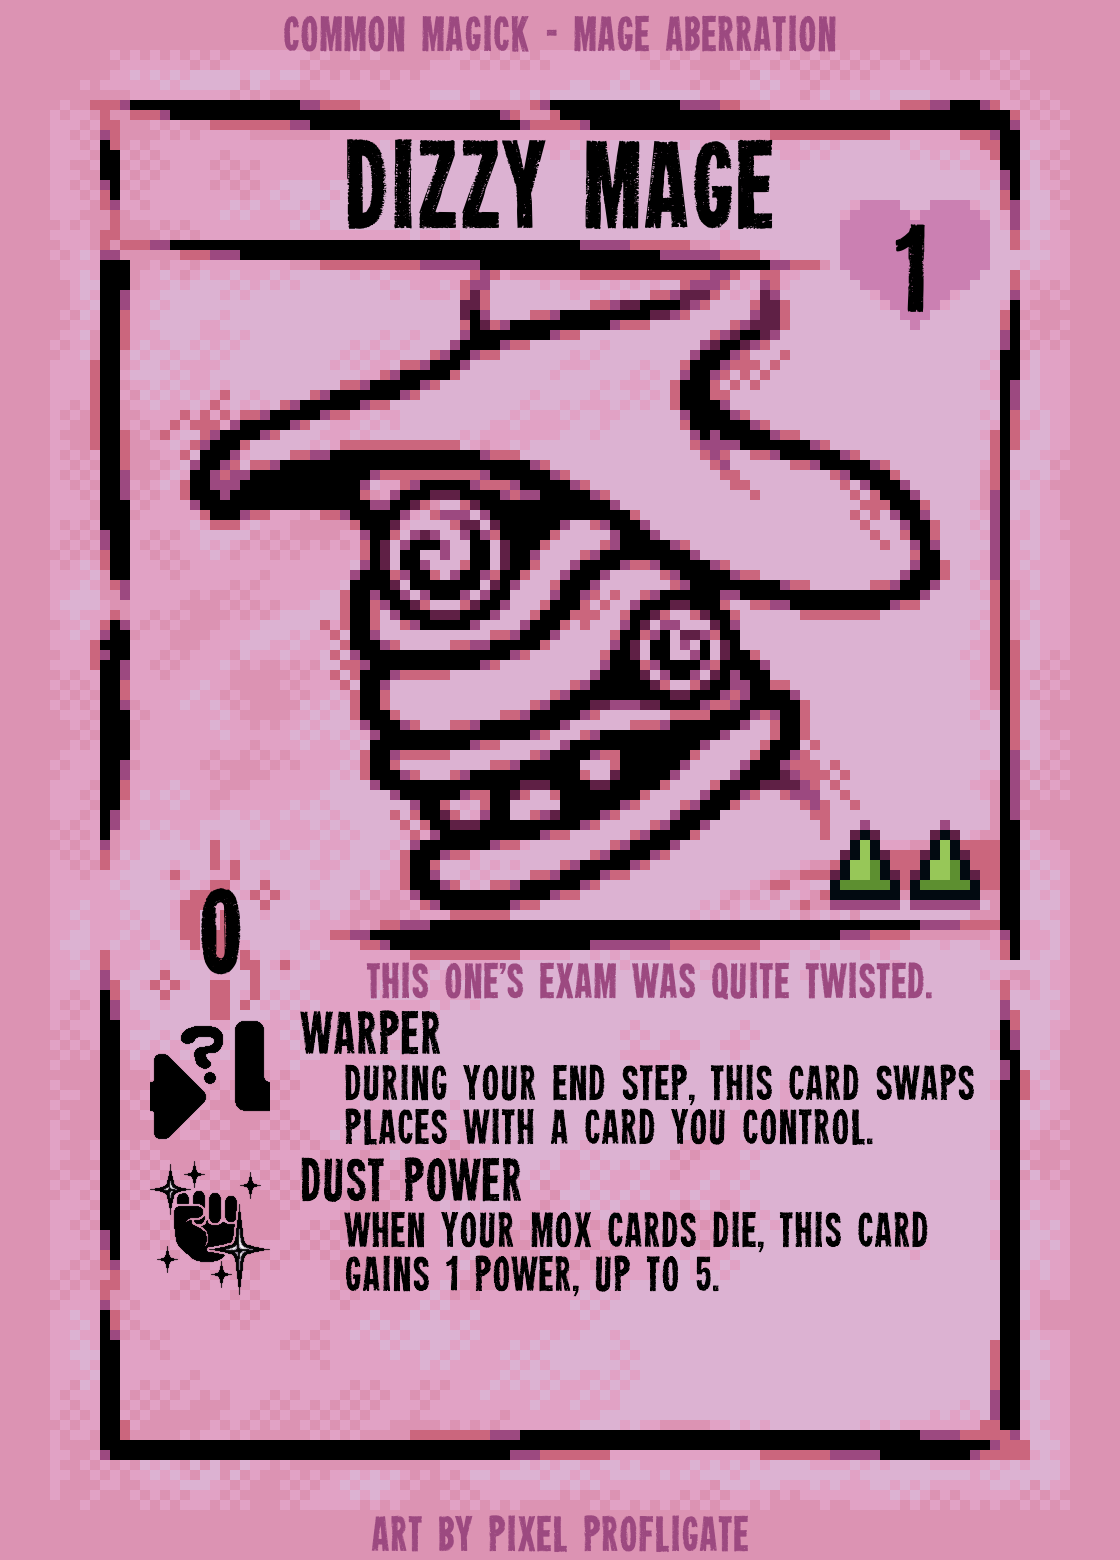 COMMON MAGICK - MAGE ABERRATION
DIZZY MAGE
1
0
THIS ONE'S EXAM WAS QUITE TWISTED.
WARPER
DURING YOUR END STEP, THIS CARD SWAPS
PLACES WITH A CARD YOU CONTROL.
?
DUST POWER
WHEN YOUR MOX CARDS DIE, THIS CARD
GAINS 1 POWER, UP TO 5.
ART BY PIXEL PROFLIGATE